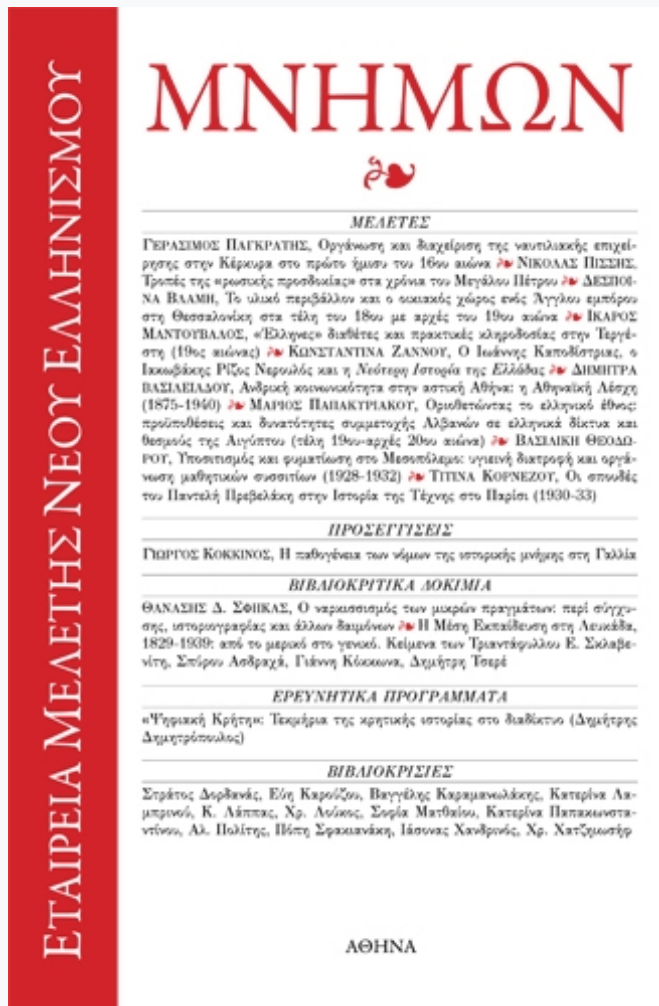 ΕΤΑΙΡΕΙΑ ΜΕΛΕΤΗΣ ΝΕΟΥ ΕΛΛΗΝΙΣΜΟΥ
ΜΝΗΜΩΝ
ΜΕΛΕΤΕΣ
ΓΕΡΑΣΙΜΟΣ ΠΑΓΚΡΑΤΗΣ, Οργάνωση και διαχείριση της ναυτιλιακής επιχεί-
ρησης στην Κέρκυρα στο πρώτο ήμισυ του 16ου αιώνα ΝΙΚΟΛΑΣ ΠΙΣΣΗΣ,
Τροπές της «ρωσικής προσδοκίας» στα χρόνια του Μεγάλου Πέτρου ΔΕΣΠΟΙ-
ΝΑ ΒΛΑΜΗ, Το υλικό περιβάλλον και ο οικιακός χώρος ενός Άγγλου εμπόρου
στη Θεσσαλονίκη στα τέλη του 18ου με αρχές του 19ου αιώνα ΙΚΑΡΟΣ
ΜΑΝΤΟΥΒΑΛΟΣ, «Έλληνες» διαθέτες και πρακτικές κληροδοσίας στην Τεργέ-
στη (19ος αιώνας) ΚΩΝΣΤΑΝΤΙΝΑ ΖΑΝΝΟΥ, Ο Ιωάννης Καποδίστριας, ο
Ιακωβάκης Ρίζος Νερουλός και η Νεότερη Ιστορία της Ελλάδας ΔΗΜΗΤΡΑ
ΒΑΣΙΛΕΙΑΔΟΥ, Ανδρική κοινωνικότητα στην αστική Αθήνα: η Αθηναϊκή Λέσχη
(1875-1940) ΜΑΡΙΟΣ ΠΑΠΑΚΥΡΙΑΚΟΥ, Οριοθετώντας το ελληνικό έθνος:
προϋποθέσεις και δυνατότητες συμμετοχής Αλβανών σε ελληνικά δίκτυα και
θεσμούς της Αιγύπτου (τέλη 19ου-αρχές 20ου αιώνα) ΒΑΣΙΛΙΚΗ ΘΕΟΔΩ-
ΡΟΥ, Υποσιτισμός και φυματίωση στο Μεσοπόλεμο: υγιεινή διατροφή και οργά-
νωση μαθητικών συσσιτίων (1928-1932) ΤΙΤΙΝΑ ΚΟΡΝΕΖΟΥ, Οι σπουδές
του Παντελή Πρεβελάκη στην Ιστορία της Τέχνης στο Παρίσι (1930-33)
ΠΡΟΣΕΓΓΙΣΕΙΣ
ΓΙΩΡΓΟΣ ΚΟΚΚΙΝΟΣ, Η παθογένεια των νόμων της ιστορικής μνήμης στη Γαλλία
ΒΙΒΛΙΟΚΡΙΤΙΚΑ ΔΟΚΙΜΙΑ
ΘΑΝΑΣΗΣ Δ. ΣΦΗΚΑΣ, Ο ναρκισσισμός των μικρών πραγμάτων: περί σύγχυ-
σης, ιστοριογραφίας και άλλων δαιμόνων Η Μέση Εκπαίδευση στη Λευκάδα,
1829-1939: από το μερικό στο γενικό. Κείμενα των Τριαντάφυλλου Ε. Σκλαβε-
νίτη, Σπύρου Ασδραχά, Γιάννη Κόκκωνα, Δημήτρη Τσερέ
ΕΡΕΥΝΗΤΙΚΑ ΠΡΟΓΡΑΜΜΑΤΑ
«Ψηφιακή Κρήτη»: Τεκμήρια της κρητικής ιστορίας στο διαδίκτυο (Δημήτρης
Δημητρόπουλος)
ΒΙΒΛΙΟΚΡΙΣΙΕΣ
Στράτος Δορδανάς, Εύη Καρούζου, Βαγγέλης Καραμανωλάκης, Κατερίνα Λα-
μπρινού, Κ. Λάππας, Χρ. Λούκος, Σοφία Ματθαίου, Κατερίνα Παπακωνστα-
ντίνου, Αλ. Πολίτης, Πόπη Σφακιανάκη, Ιάσονας Χανδρινός, Χρ. Χατζηιωσήφ
ΑΘΗΝΑ